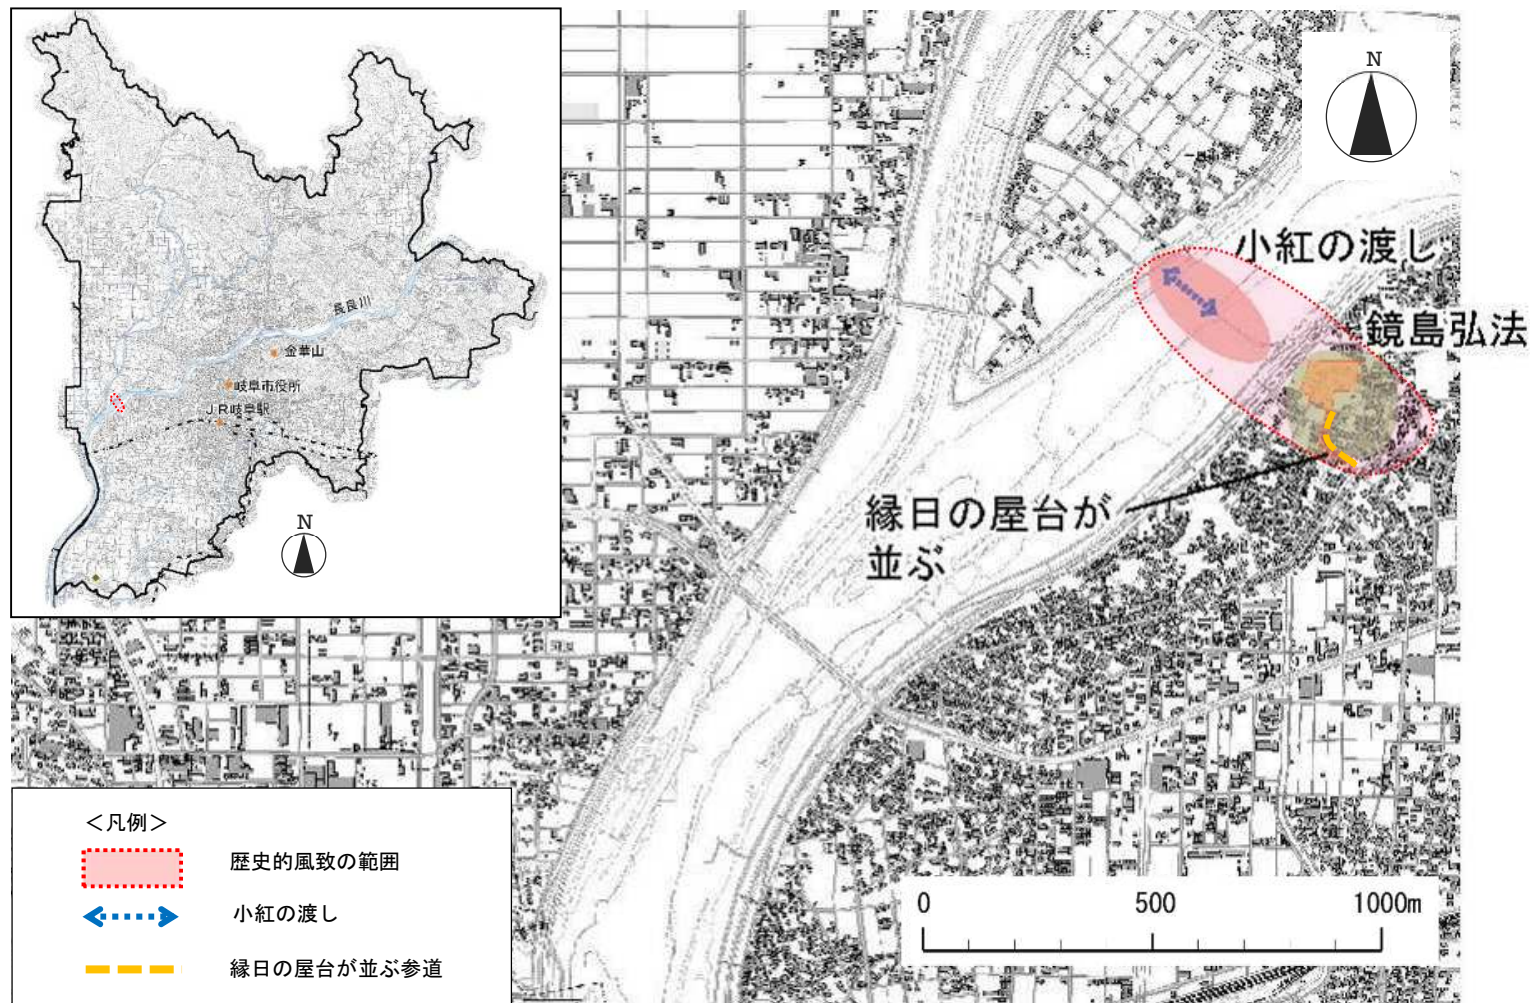 N
長良川
金華山
岐阜市役所
JR岐阜駅
N
小紅の渡し
鏡島弘法
縁日の屋台が
並ぶ
<凡例>
歴史的風致の範囲
小紅の渡し
縁日の屋台が並ぶ参道
0 500 1000m